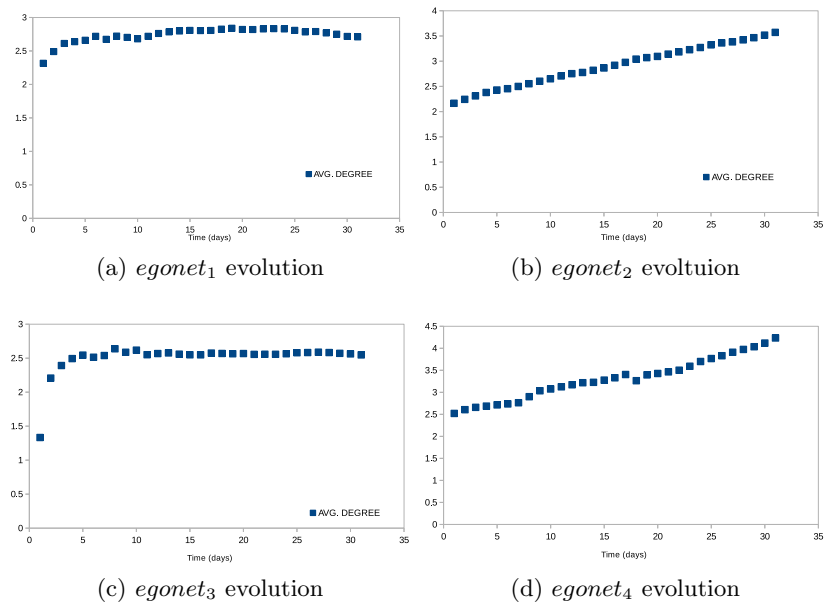 3
2.5
2
1.5
1
0.5
0
0 5 10 15 20 25 30 35
Time (days)
AVG. DEGREE
(a) egonet₁ evolution
4
3.5
3
2.5
2
1.5
1
0.5
0
0 5 10 15 20 25 30 35
Time (days)
AVG. DEGREE
(b) egonet₂ evoltuion
3
2.5
2
1.5
1
0.5
0
0 5 10 15 20 25 30 35
Time (days)
AVG. DEGREE
(c) egonet₃ evolution
4.5
4
3.5
3
2.5
2
1.5
1
0.5
0
0 5 10 15 20 25 30 35
Time (days)
(d) egonet₄ evolution